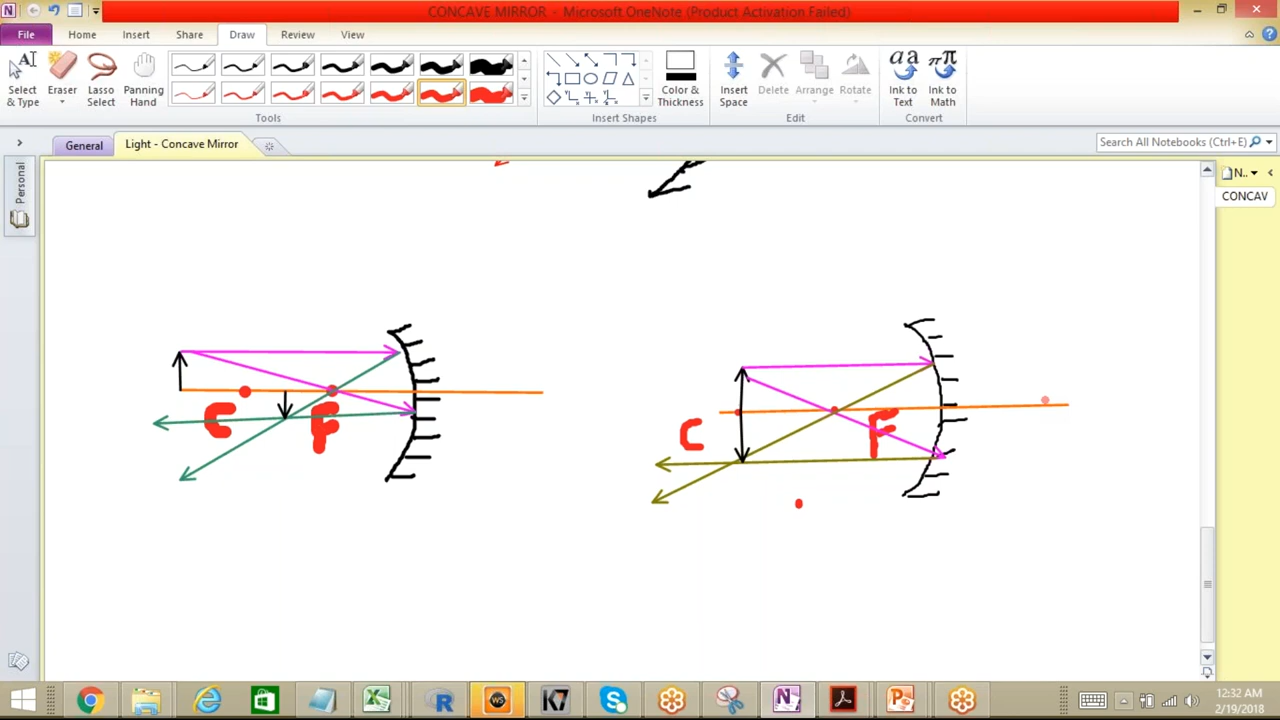 CONCAVE MIRROR - Microsoft OneNote (Product Activation Failed)
File Home Insert Share Draw Review View
Select & Type
Eraser
Lasso Select
Panning Hand
Color & Thickness
Insert Space
Delete
Arrange
Rotate
Ink to Text
Ink to Math
Tools
Insert Shapes
Edit
Convert
General
Light - Concave Mirror
Search All Notebooks (Ctrl+E)
N..
Personal
CONCAV
C F
C F
12:32 AM
2/19/2018